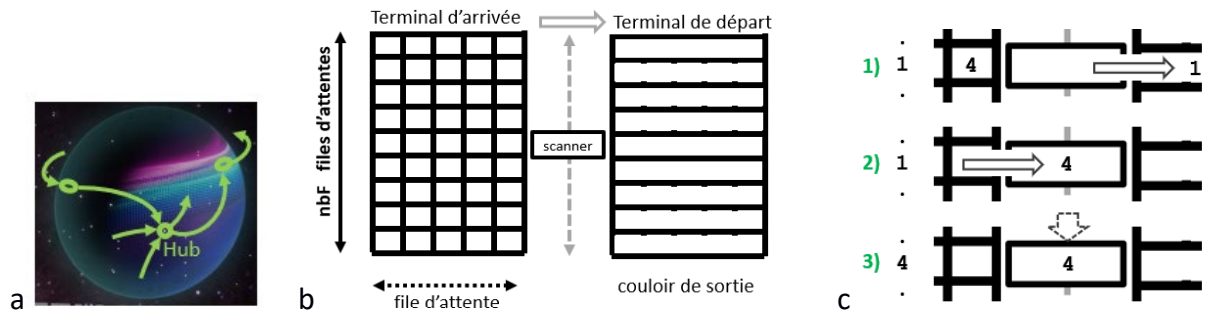 Hub
a
Terminal d'arrivée
Terminal de départ
nbF files d'attentes
scanner
file d'attente
couloir de sortie
b
1) 1 4 1
2) 1 4
3) 4 4
c